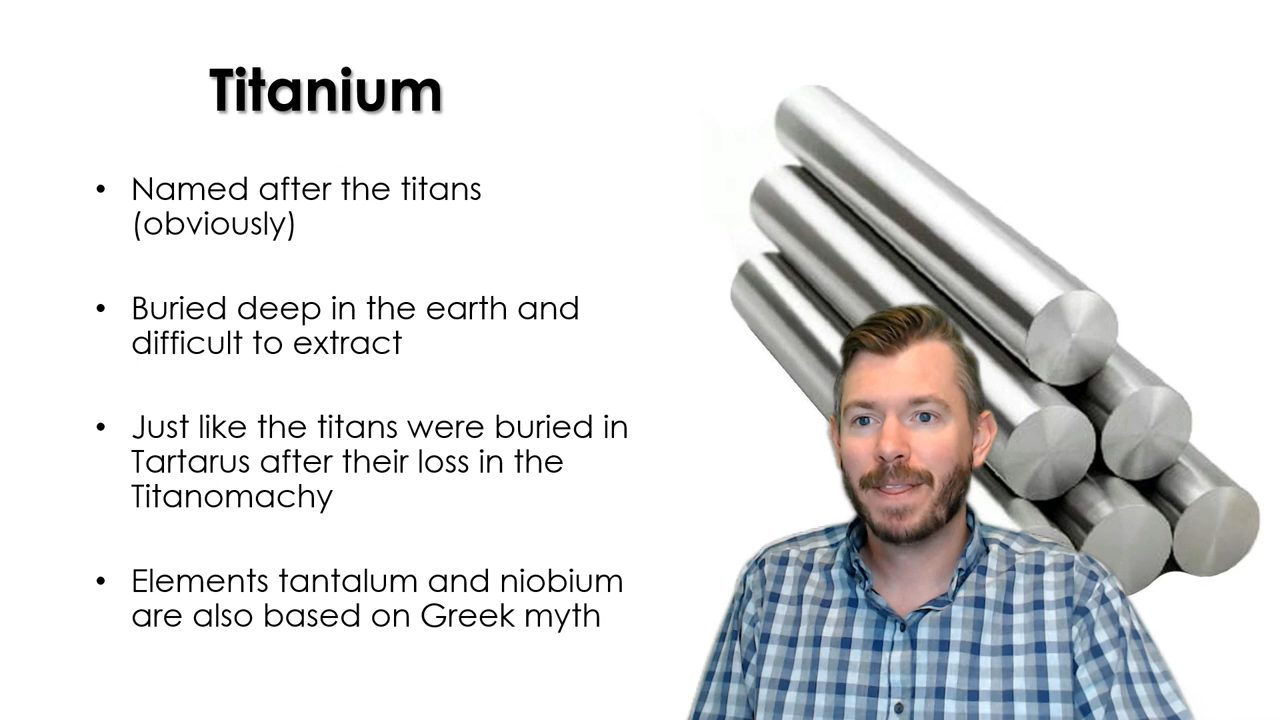 Titanium
• Named after the titans
(obviously)
• Buried deep in the earth and
difficult to extract
• Just like the titans were buried in
Tartarus after their loss in the
Titanomachy
• Elements tantalum and niobium
are also based on Greek myth